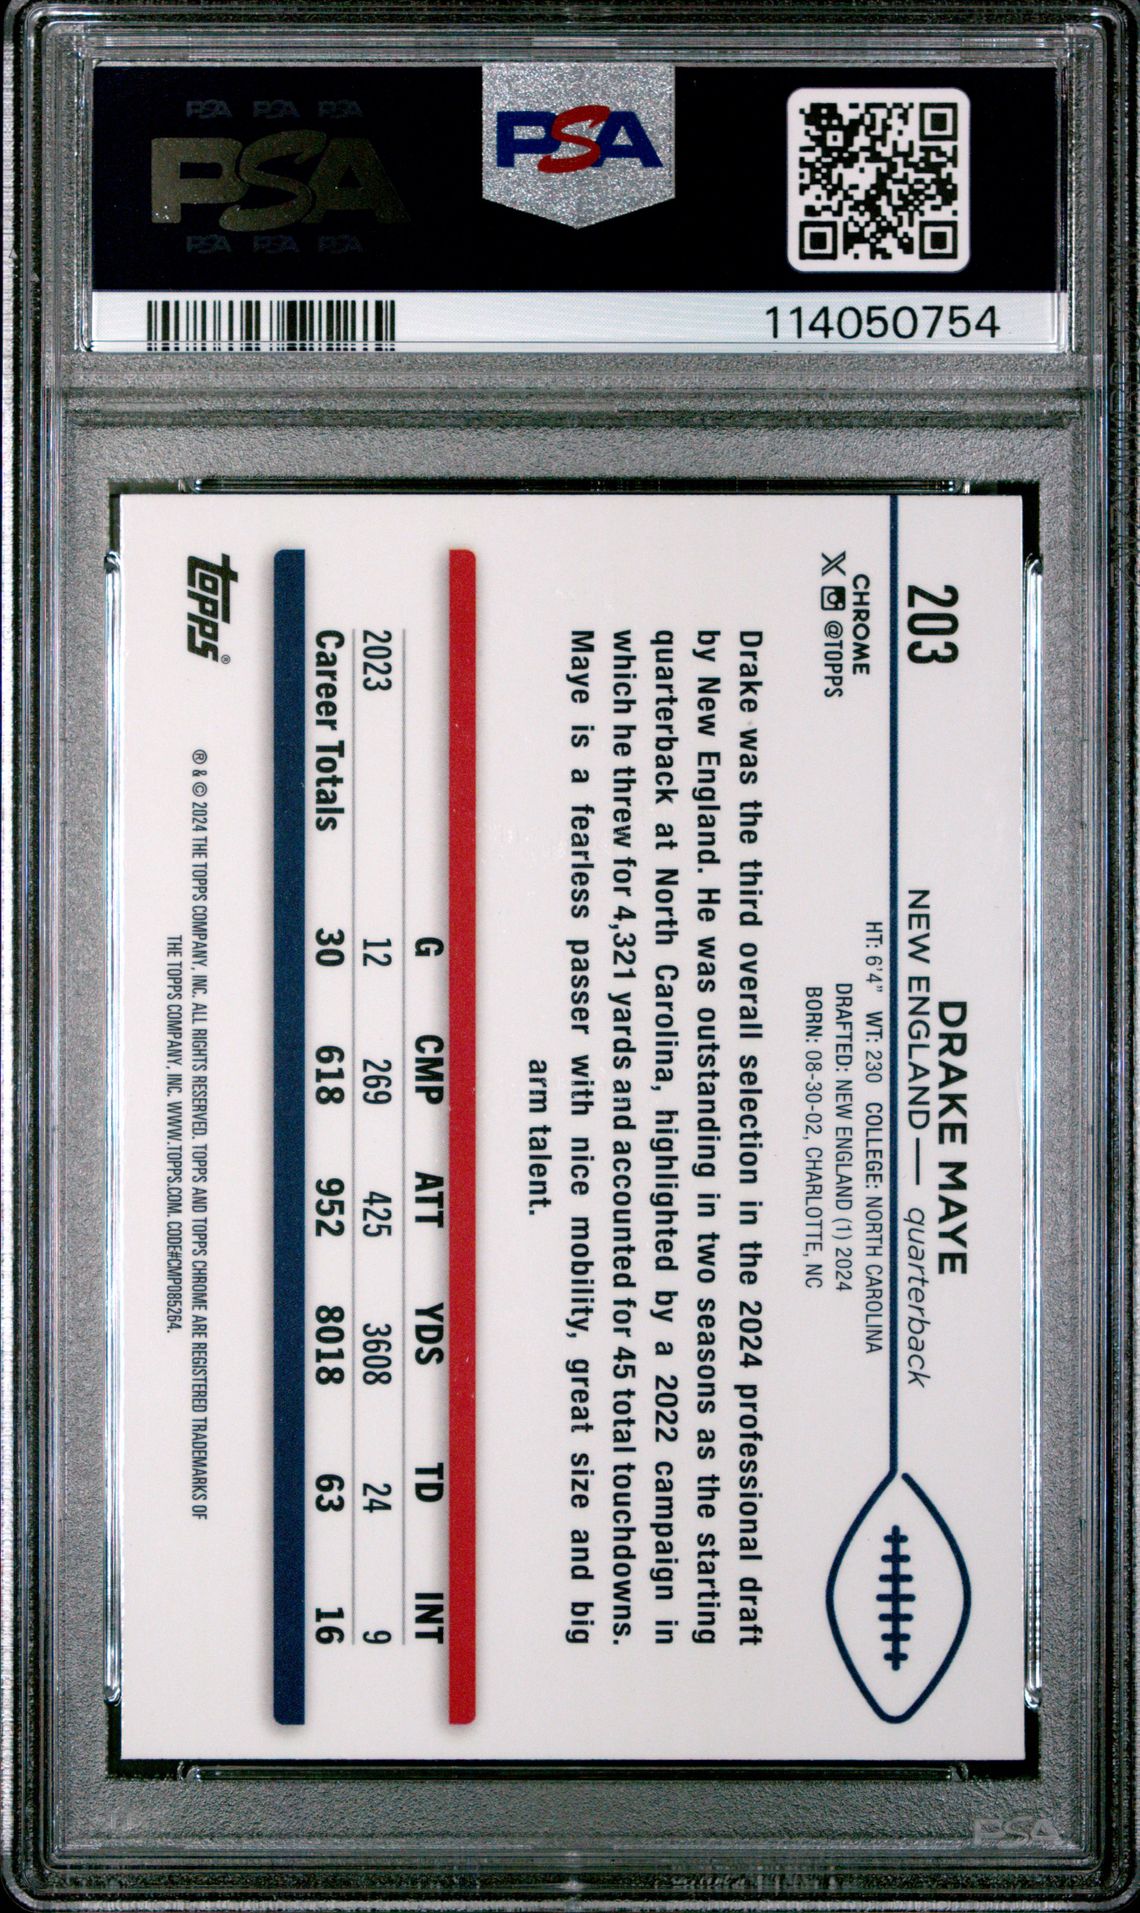 PSA PSA PSA
PSA
PSA PSA PSA
PSA
114050754
203
DRAKE MAYE
NEW ENGLAND — quarterback
CHROME
@TOPPS
HT: 6'4" WT: 230 COLLEGE: NORTH CAROLINA
DRAFTED: NEW ENGLAND (1) 2024
BORN: 08-30-02, CHARLOTTE, NC
Drake was the third overall selection in the 2024 professional draft
by New England. He was outstanding in two seasons as the starting
quarterback at North Carolina, highlighted by a 2022 campaign in
which he threw for 4,321 yards and accounted for 45 total touchdowns.
Maye is a fearless passer with nice mobility, great size and big
arm talent.
G CMP ATT YDS TD INT
2023 12 269 425 3608 24 9
Career Totals 30 618 952 8018 63 16
Topps®
® & © 2024 THE TOPPS COMPANY, INC. ALL RIGHTS RESERVED. TOPPS AND TOPPS CHROME ARE REGISTERED TRADEMARKS OF
THE TOPPS COMPANY, INC. WWW.TOPPS.COM. CODE#CMP085264.
PSA